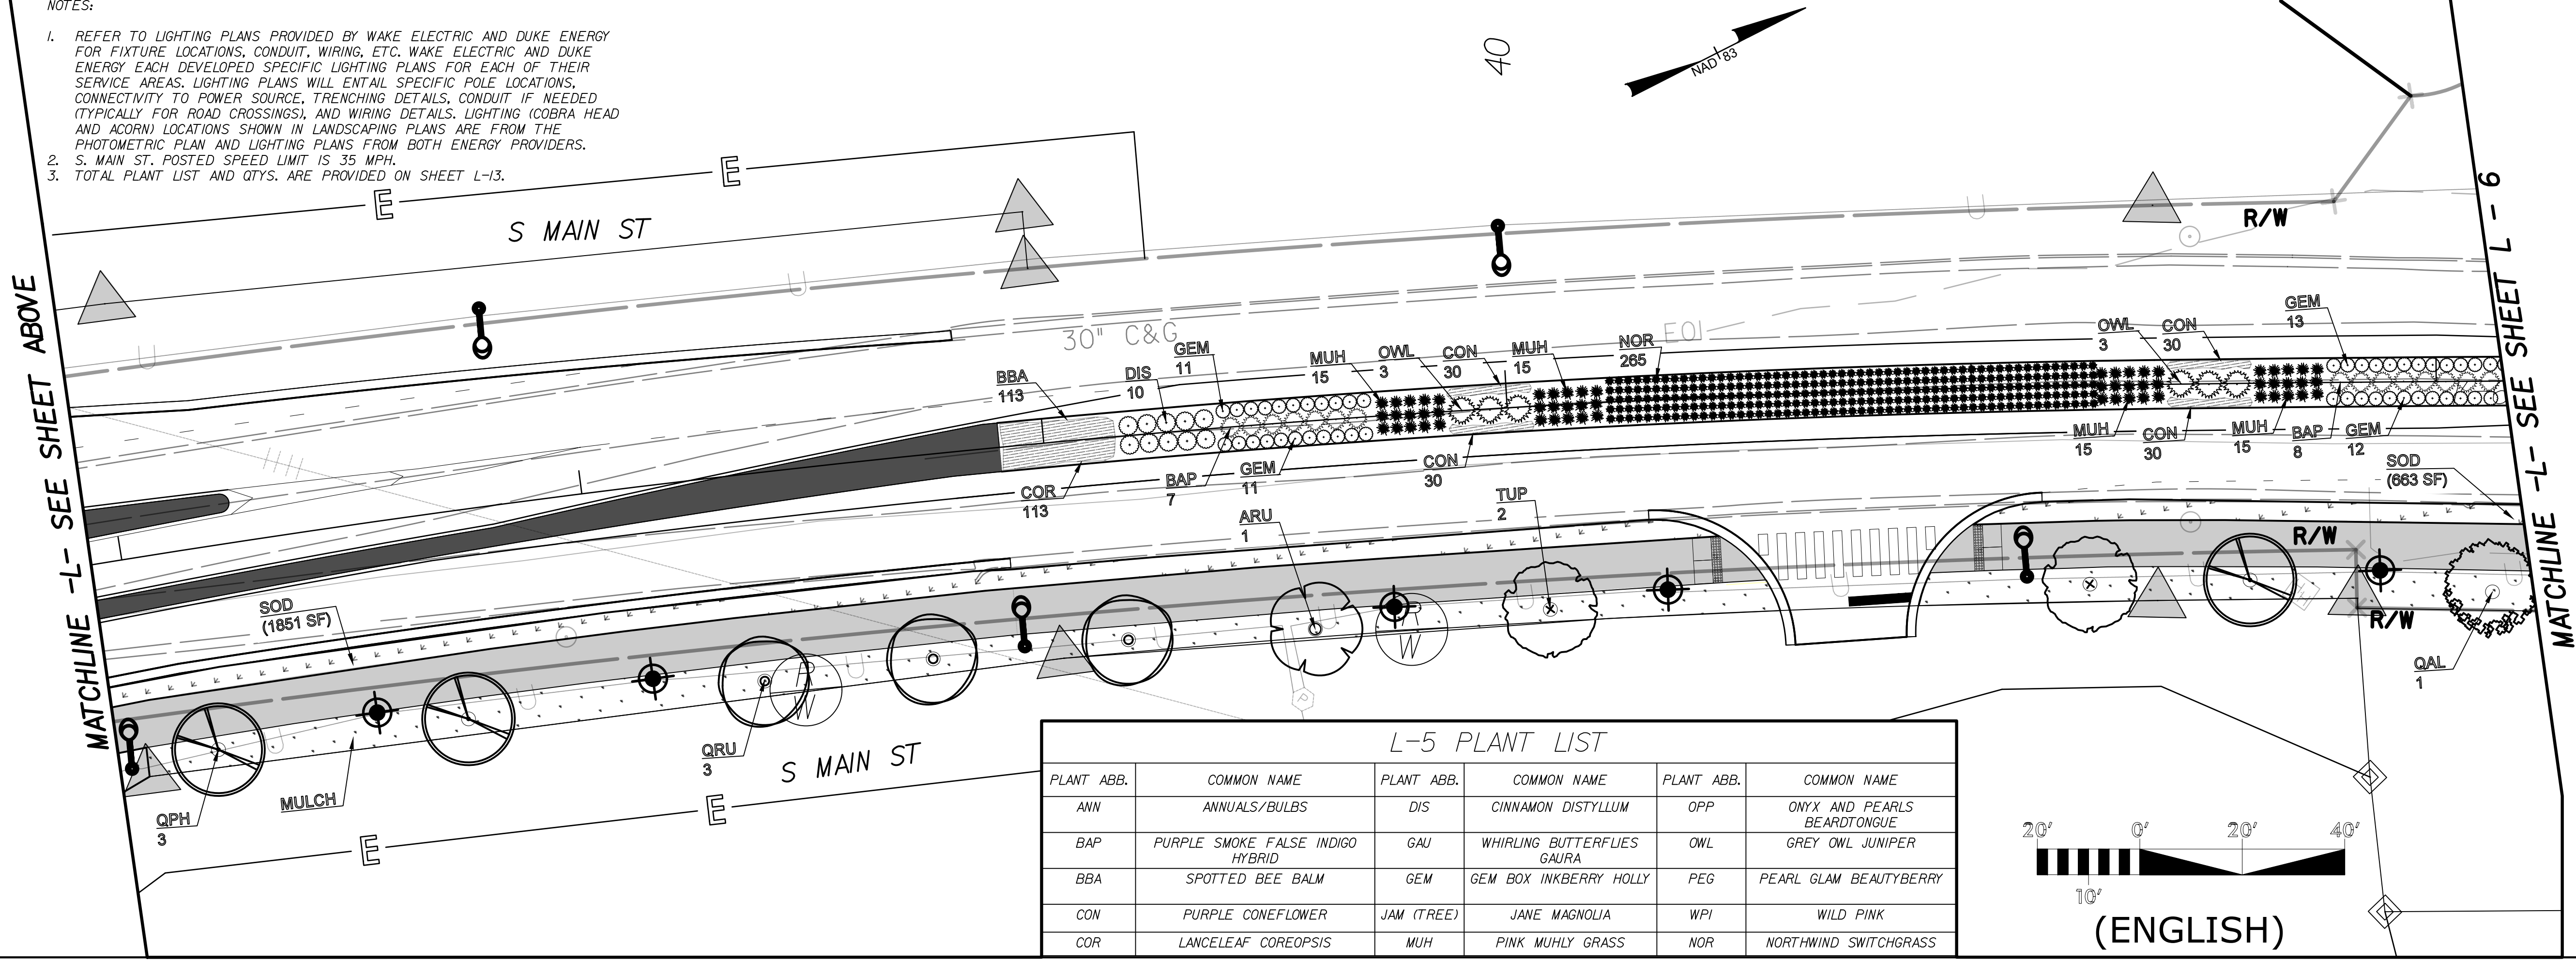 NOTES:
1. REFER TO LIGHTING PLANS PROVIDED BY WAKE ELECTRIC AND DUKE ENERGY
FOR FIXTURE LOCATIONS, CONDUIT, WIRING, ETC. WAKE ELECTRIC AND DUKE
ENERGY EACH DEVELOPED SPECIFIC LIGHTING PLANS FOR EACH OF THEIR
SERVICE AREAS. LIGHTING PLANS WILL ENTAIL SPECIFIC POLE LOCATIONS,
CONNECTIVITY TO POWER SOURCE, TRENCHING DETAILS, CONDUIT IF NEEDED
(TYPICALLY FOR ROAD CROSSINGS), AND WIRING DETAILS. LIGHTING (COBRA HEAD
AND ACORN) LOCATIONS SHOWN IN LANDSCAPING PLANS ARE FROM THE
PHOTOMETRIC PLAN AND LIGHTING PLANS FROM BOTH ENERGY PROVIDERS.
2. S. MAIN ST. POSTED SPEED LIMIT IS 35 MPH.
3. TOTAL PLANT LIST AND QTYS. ARE PROVIDED ON SHEET L-13.
40
NAD 83
E
E
S MAIN ST
R/W
MATCHLINE -L- SEE SHEET ABOVE
MATCHLINE -L- SEE SHEET L-6
U
U
U
30" C&G
EOI
BBA
113
DIS
10
GEM
11
MUH
15
OWL
3
CON
30
MUH
15
NOR
265
OWL
3
CON
30
GEM
13
COR
113
BAP
7
GEM
11
CON
30
MUH
15
CON
30
MUH
15
BAP
8
GEM
12
SOD
(663 SF)
ARU
1
TUP
2
R/W
R/W
SOD
(1851 SF)
QPH
3
MULCH
QRU
3
S MAIN ST
QAL
1
E
E
L-5 PLANT LIST
PLANT ABB. COMMON NAME PLANT ABB. COMMON NAME PLANT ABB. COMMON NAME
ANN ANNUALS/BULBS DIS CINNAMON DISTYLLUM OPP ONYX AND PEARLS
BEARDTONGUE
BAP PURPLE SMOKE FALSE INDIGO
HYBRID
GAU WHIRLING BUTTERFLIES
GAURA
OWL GREY OWL JUNIPER
BBA SPOTTED BEE BALM GEM GEM BOX INKBERRY HOLLY PEG PEARL GLAM BEAUTYBERRY
CON PURPLE CONEFLOWER JAM (TREE) JANE MAGNOLIA WPI WILD PINK
COR LANCELEAF COREOPSIS MUH PINK MUHLY GRASS NOR NORTHWIND SWITCHGRASS
20' 0' 20' 40'
10'
(ENGLISH)